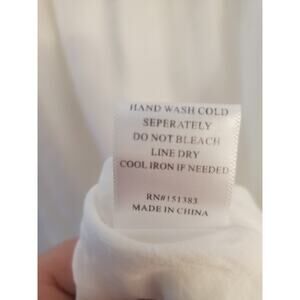 HAND WASH COLD
SEPERATELY
DO NOT BLEACH
LINE DRY
COOL IRON IF NEEDED
RN#151383
MADE IN CHINA